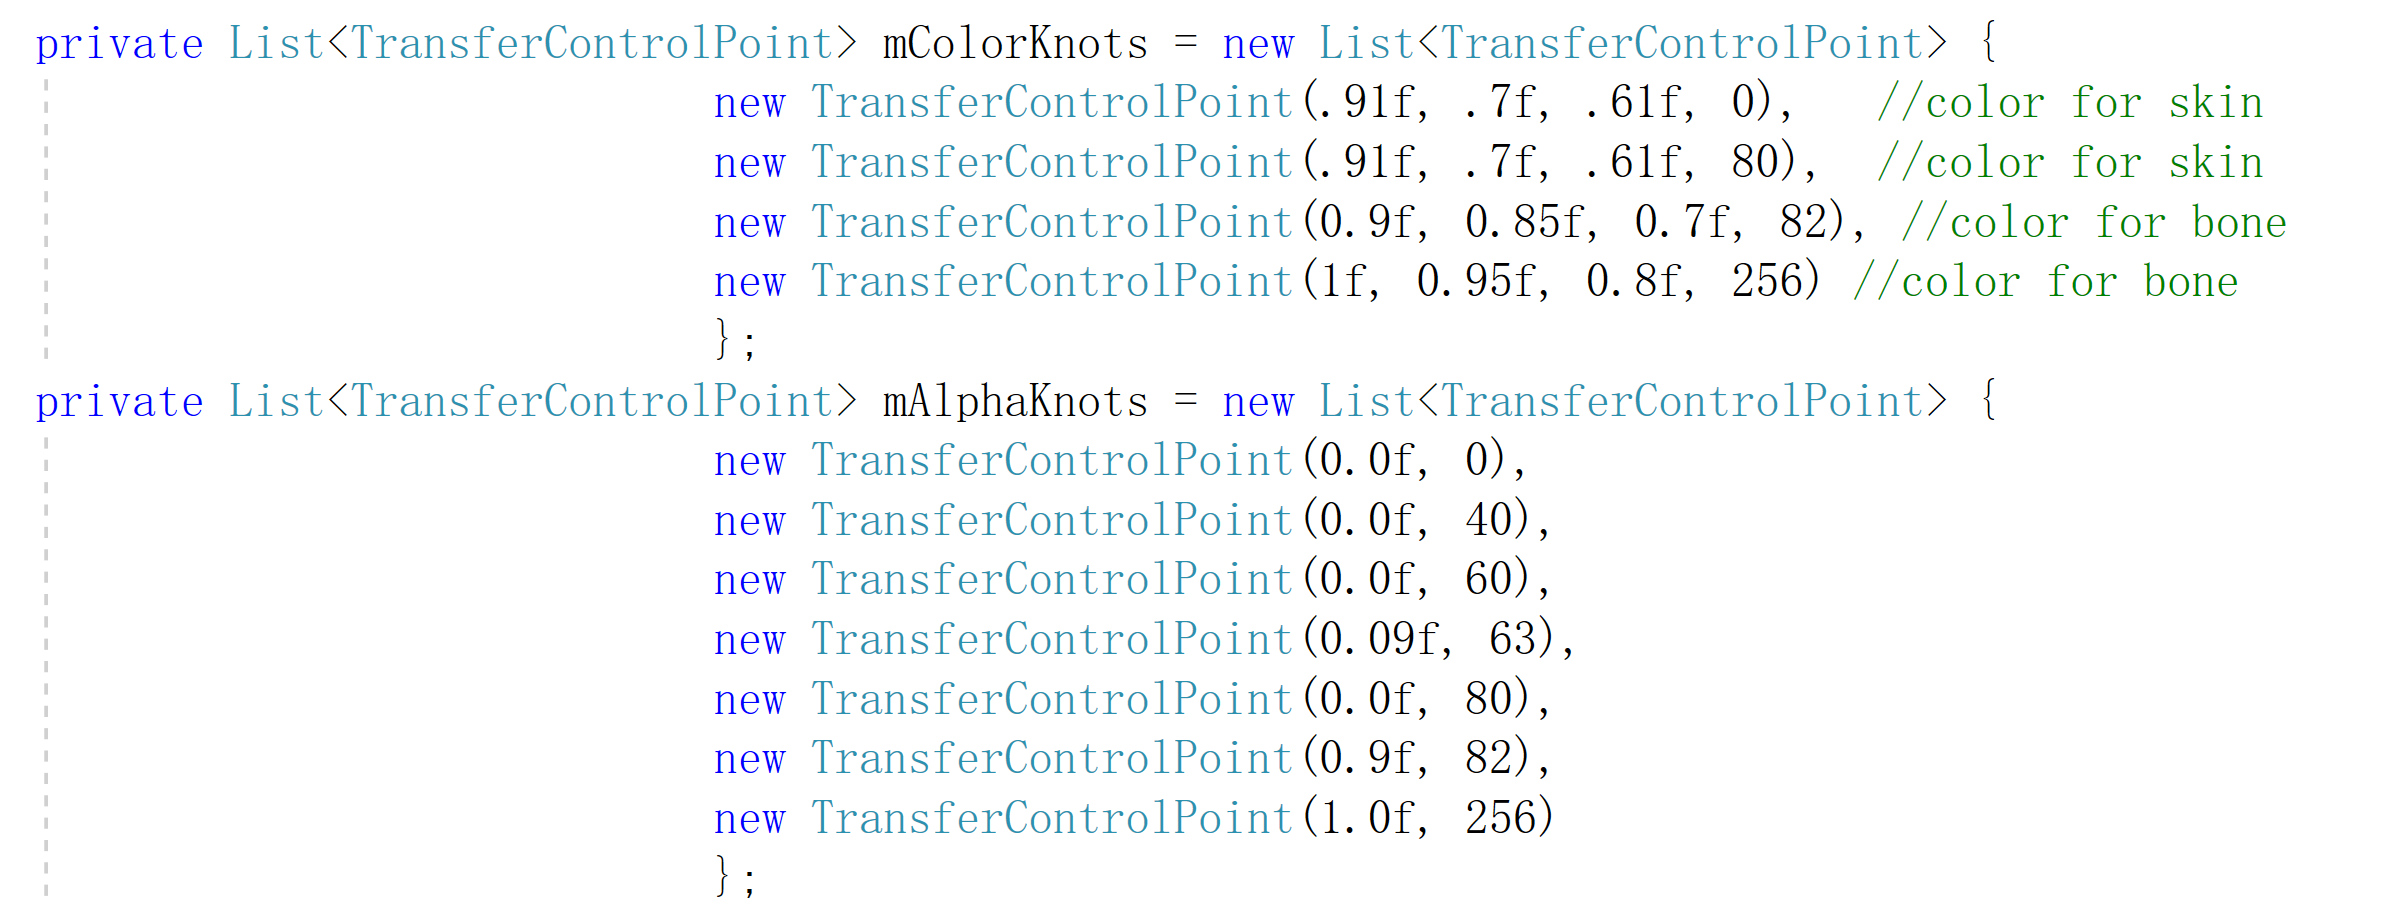 private List<TransferControlPoint> mColorKnots = new List<TransferControlPoint> {
new TransferControlPoint(.91f, .7f, .61f, 0),   //color for skin
new TransferControlPoint(.91f, .7f, .61f, 80),  //color for skin
new TransferControlPoint(0.9f, 0.85f, 0.7f, 82), //color for bone
new TransferControlPoint(1f, 0.95f, 0.8f, 256) //color for bone
};
private List<TransferControlPoint> mAlphaKnots = new List<TransferControlPoint> {
new TransferControlPoint(0.0f, 0),
new TransferControlPoint(0.0f, 40),
new TransferControlPoint(0.0f, 60),
new TransferControlPoint(0.09f, 63),
new TransferControlPoint(0.0f, 80),
new TransferControlPoint(0.9f, 82),
new TransferControlPoint(1.0f, 256)
};